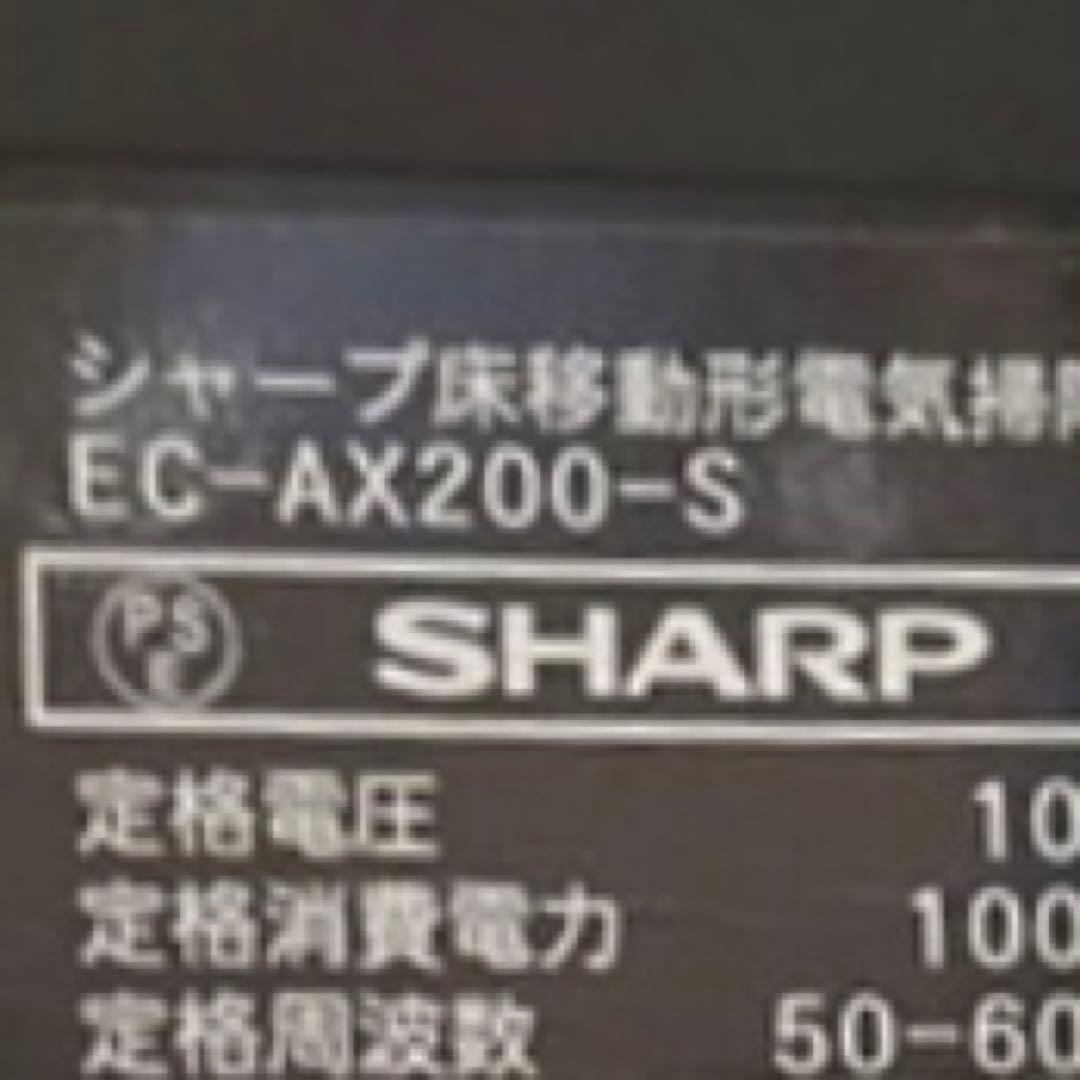 シャープ床移動形電気掃
EC-AX200-S
PS
E
SHARP
定格電圧 10
定格消費電力 100
定格周波数 50-60